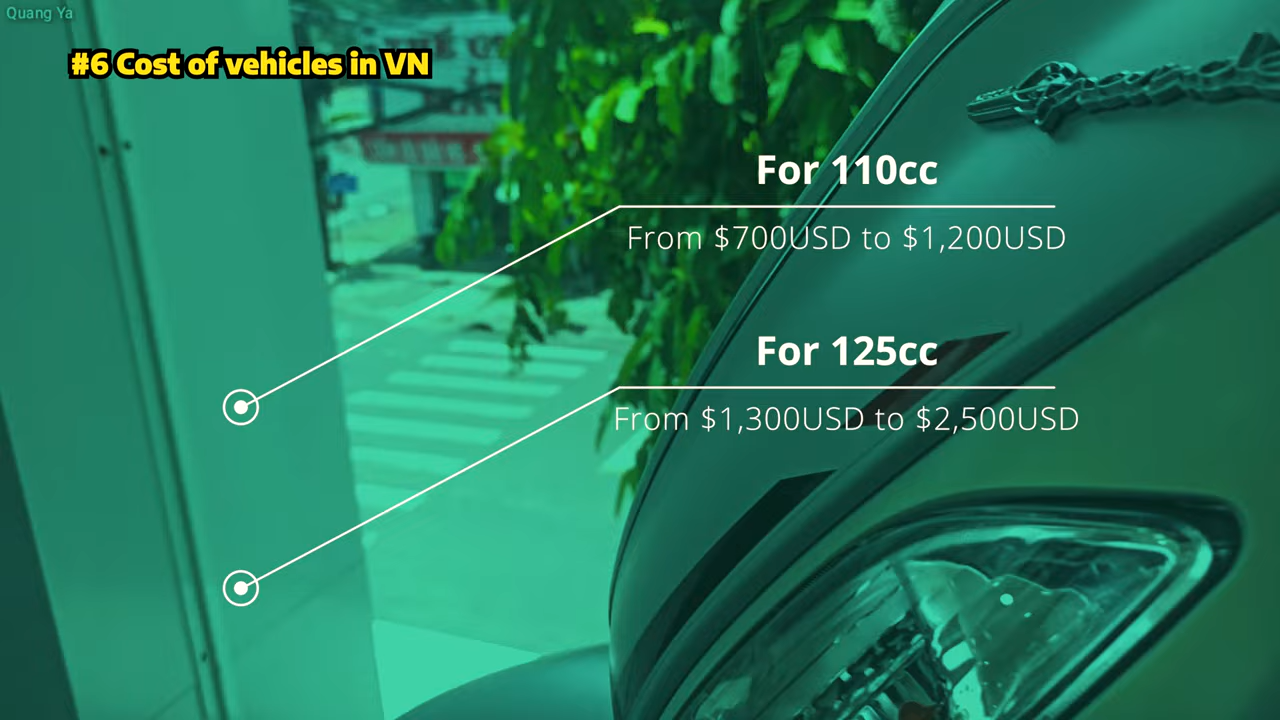 Quang Ya
#6 Cost of vehicles in VN
For 110cc
From $700USD to $1,200USD
For 125cc
From $1,300USD to $2,500USD